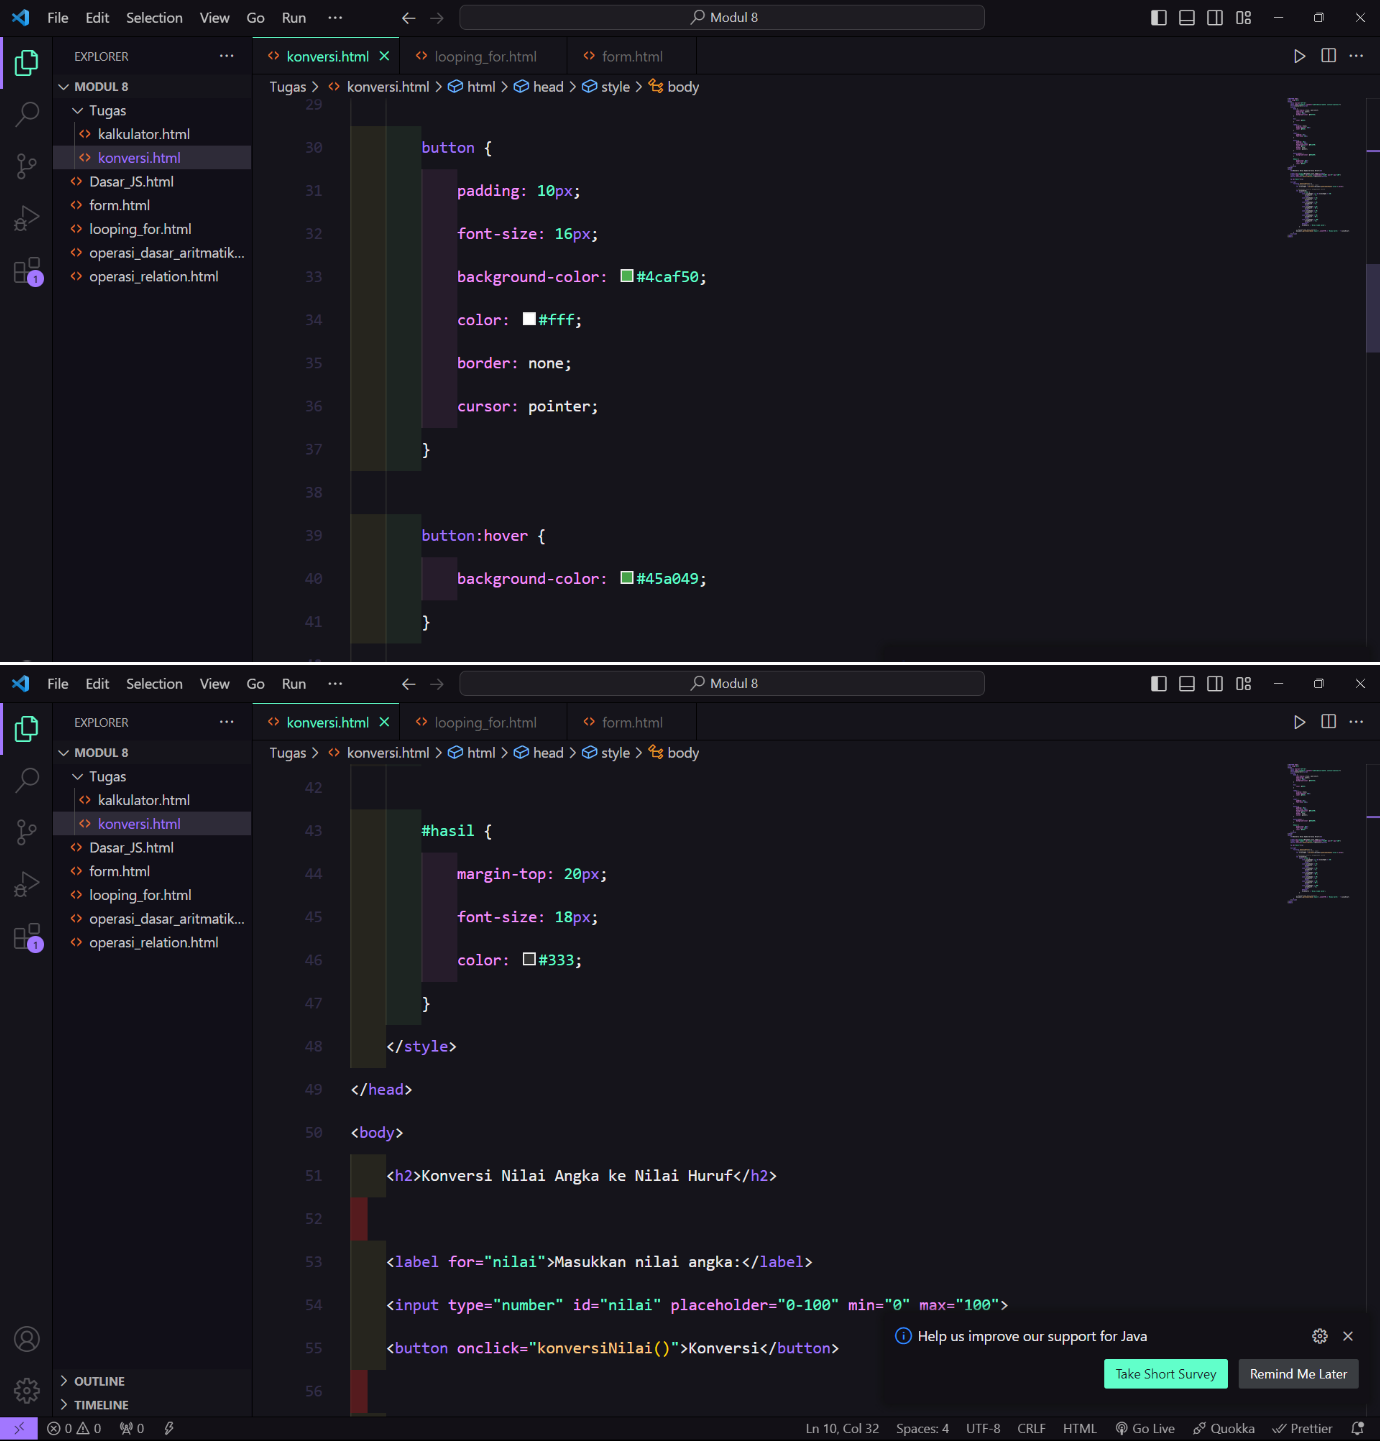 File Edit Selection View Go Run ··· Modul 8
EXPLORER ···
MODUL 8
Tugas
kalkulator.html
konversi.html
Dasar_JS.html
form.html
looping_for.html
operasi_dasar_aritmatik...
operasi_relation.html
1
konversi.html looping_for.html form.html
Tugas > konversi.html > html > head > style > body
29
30 button {
31 padding: 10px;
32 font-size: 16px;
33 background-color: #4caf50;
34 color: #fff;
35 border: none;
36 cursor: pointer;
37 }
38
39 button:hover {
40 background-color: #45a049;
41 }
File Edit Selection View Go Run ··· Modul 8
EXPLORER ···
MODUL 8
Tugas
kalkulator.html
konversi.html
Dasar_JS.html
form.html
looping_for.html
operasi_dasar_aritmatik...
operasi_relation.html
1
OUTLINE
TIMELINE
konversi.html looping_for.html form.html
Tugas > konversi.html > html > head > style > body
42
43 #hasil {
44 margin-top: 20px;
45 font-size: 18px;
46 color: #333;
47 }
48 </style>
49 </head>
50 <body>
51 <h2>Konversi Nilai Angka ke Nilai Huruf</h2>
52
53 <label for="nilai">Masukkan nilai angka:</label>
54 <input type="number" id="nilai" placeholder="0-100" min="0" max="100">
55 <button onclick="konversiNilai()">Konversi</button>
56
Help us improve our support for Java
Take Short Survey Remind Me Later
0 0 0 Ln 10, Col 32 Spaces: 4 UTF-8 CRLF HTML Go Live Quokka Prettier